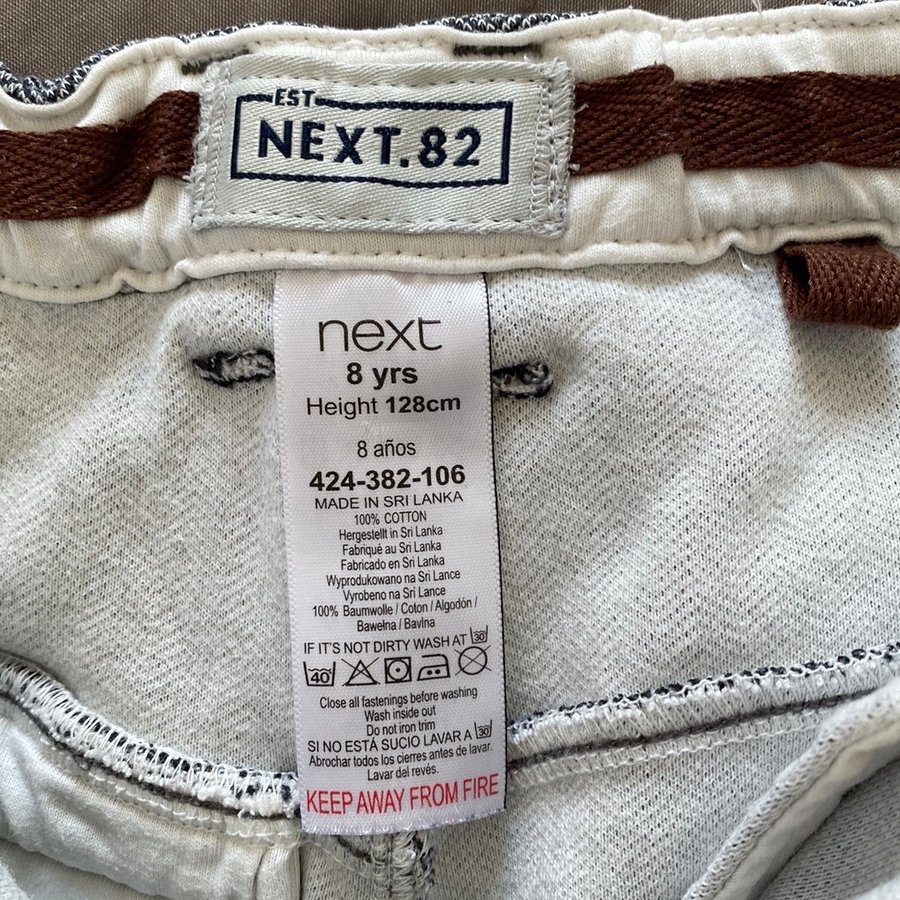 EST
NEXT.82
next
8 yrs
Height 128cm
8 años
424-382-106
MADE IN SRI LANKA
100% COTTON
Hergestellt in Sri Lanka
Fabriqué au Sri Lanka
Fabricado en Sri Lanka
Wyprodukowano na Sri Lance
Vyrobeno na Sri Lance
100% Baumwolle / Coton / Algodón /
Bawełna / Bavlna
IF IT'S NOT DIRTY WASH AT 30°
40°
Close all fastenings before washing
Wash inside out
Do not iron trim
SI NO ESTÁ SUCIO LAVAR A 30°
Abrochar todos los cierres antes de lavar.
Lavar del revés.
KEEP AWAY FROM FIRE